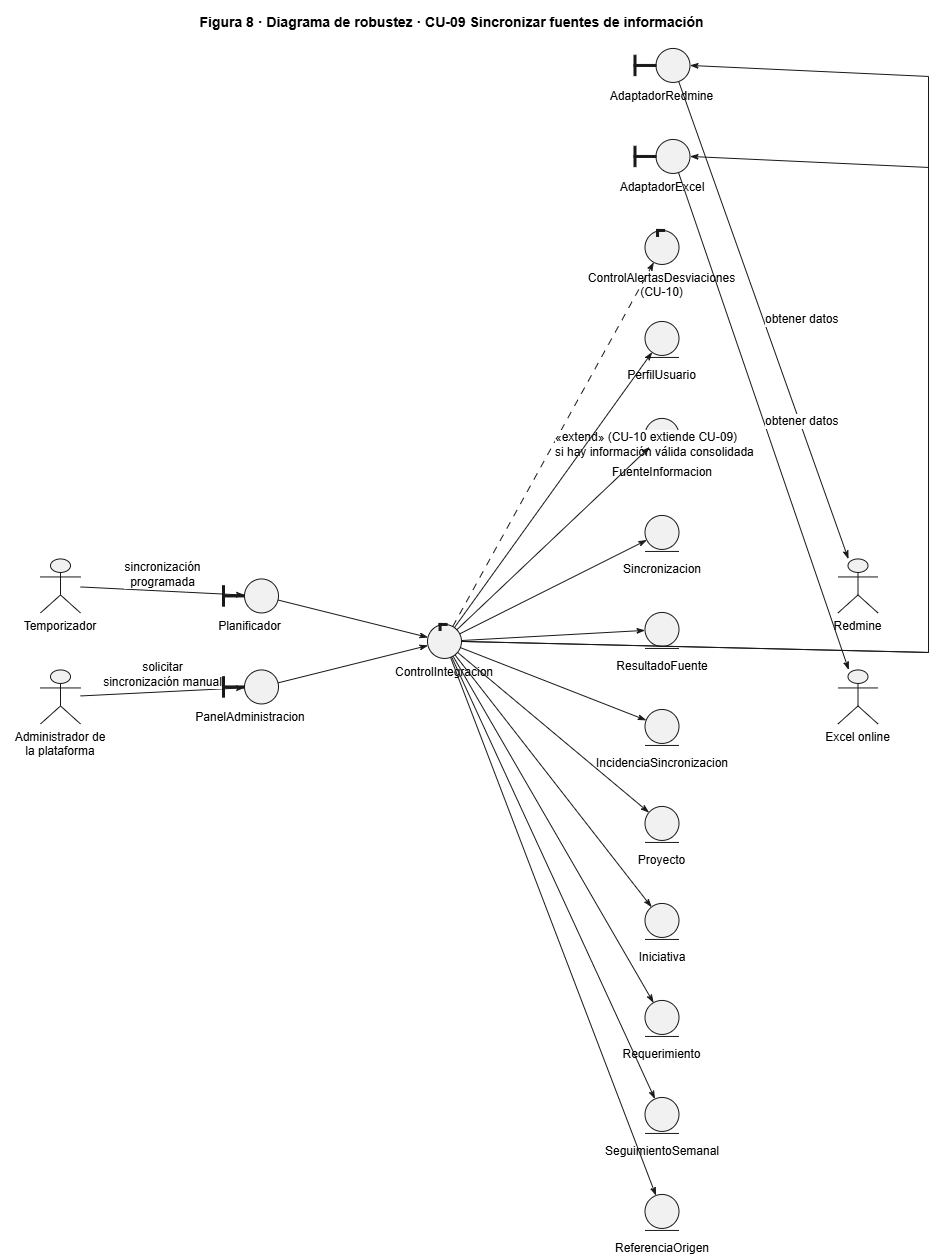 Figura 8 · Diagrama de robustez · CU-09 Sincronizar fuentes de información
AdaptadorRedmine
AdaptadorExcel
ControlAlertasDesviaciones
(CU-10)
obtener datos
PerfilUsuario
obtener datos
«extend» (CU-10 extiende CU-09)
si hay información válida consolidada
FuenteInformacion
sincronización
programada
Sincronizacion
Temporizador
Planificador
Redmine
solicitar
sincronización manual
ControlIntegracion
ResultadoFuente
PanelAdministracion
Administrador de
la plataforma
Excel online
IncidenciaSincronizacion
Proyecto
Iniciativa
Requerimiento
SeguimientoSemanal
ReferenciaOrigen